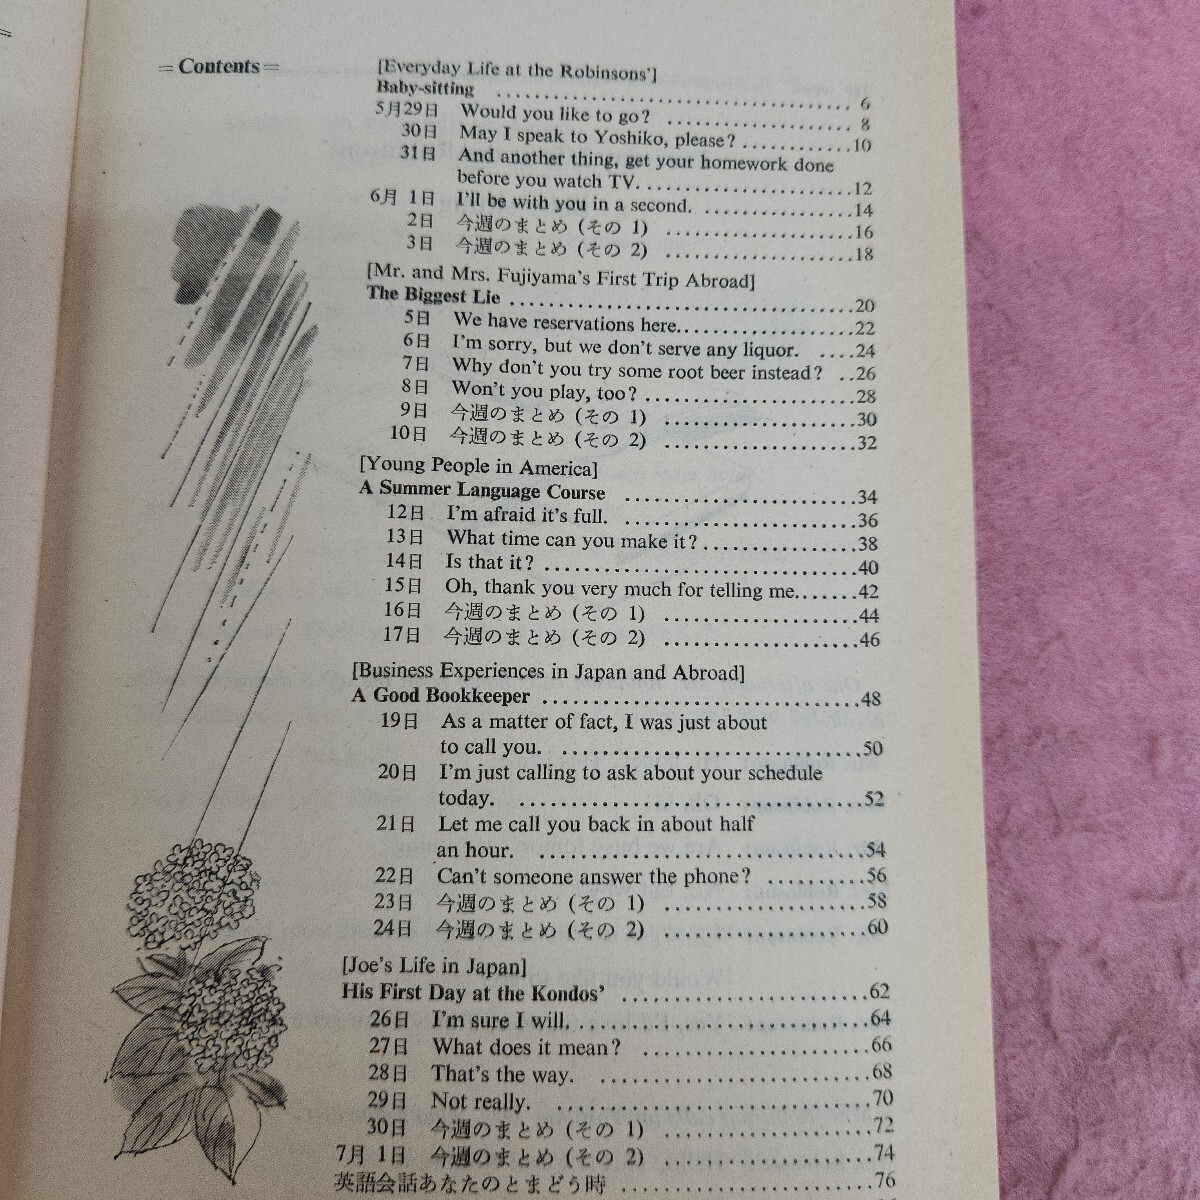 =Contents=
[Everyday Life at the Robinsons']
Baby-sitting ........ 6
5月29日 Would you like to go? ........ 8
30日 May I speak to Yoshiko, please? ........ 10
31日 And another thing, get your homework done
before you watch TV. ........ 12
6月 1日 I'll be with you in a second. ........ 14
2日 今週のまとめ (その 1) ........ 16
3日 今週のまとめ (その 2) ........ 18
[Mr. and Mrs. Fujiyama's First Trip Abroad]
The Biggest Lie ........ 20
5日 We have reservations here. ........ 22
6日 I'm sorry, but we don't serve any liquor. .... 24
7日 Why don't you try some root beer instead? .. 26
8日 Won't you play, too? ........ 28
9日 今週のまとめ (その 1) ........ 30
10日 今週のまとめ (その 2) ........ 32
[Young People in America]
A Summer Language Course ........ 34
12日 I'm afraid it's full. ........ 36
13日 What time can you make it? ........ 38
14日 Is that it? ........ 40
15日 Oh, thank you very much for telling me. ...... 42
16日 今週のまとめ (その 1) ........ 44
17日 今週のまとめ (その 2) ........ 46
[Business Experiences in Japan and Abroad]
A Good Bookkeeper ........ 48
19日 As a matter of fact, I was just about
to call you. ........ 50
20日 I'm just calling to ask about your schedule
today. ........ 52
21日 Let me call you back in about half
an hour. ........ 54
22日 Can't someone answer the phone? ........ 56
23日 今週のまとめ (その 1) ........ 58
24日 今週のまとめ (その 2) ........ 60
[Joe's Life in Japan]
His First Day at the Kondos' ........ 62
26日 I'm sure I will. ........ 64
27日 What does it mean? ........ 66
28日 That's the way. ........ 68
29日 Not really. ........ 70
30日 今週のまとめ (その 1) ........ 72
7月 1日 今週のまとめ (その 2) ........ 74
英語会話あなたのとまどう時 ........ 76